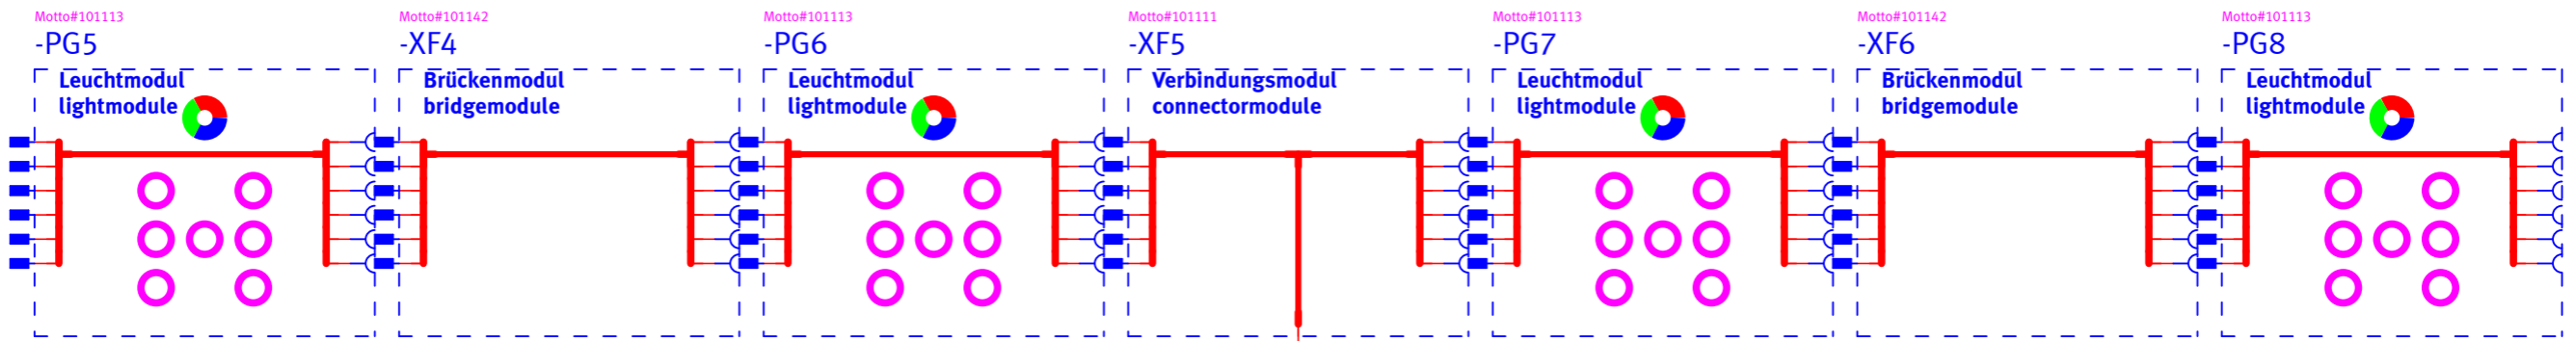 Motto#101113
-PG5
Leuchtmodul
lightmodule
Motto#101142
-XF4
Brückenmodul
bridgemodule
Motto#101113
-PG6
Leuchtmodul
lightmodule
Motto#101111
-XF5
Verbindungsmodul
connectormodule
Motto#101113
-PG7
Leuchtmodul
lightmodule
Motto#101142
-XF6
Brückenmodul
bridgemodule
Motto#101113
-PG8
Leuchtmodul
lightmodule